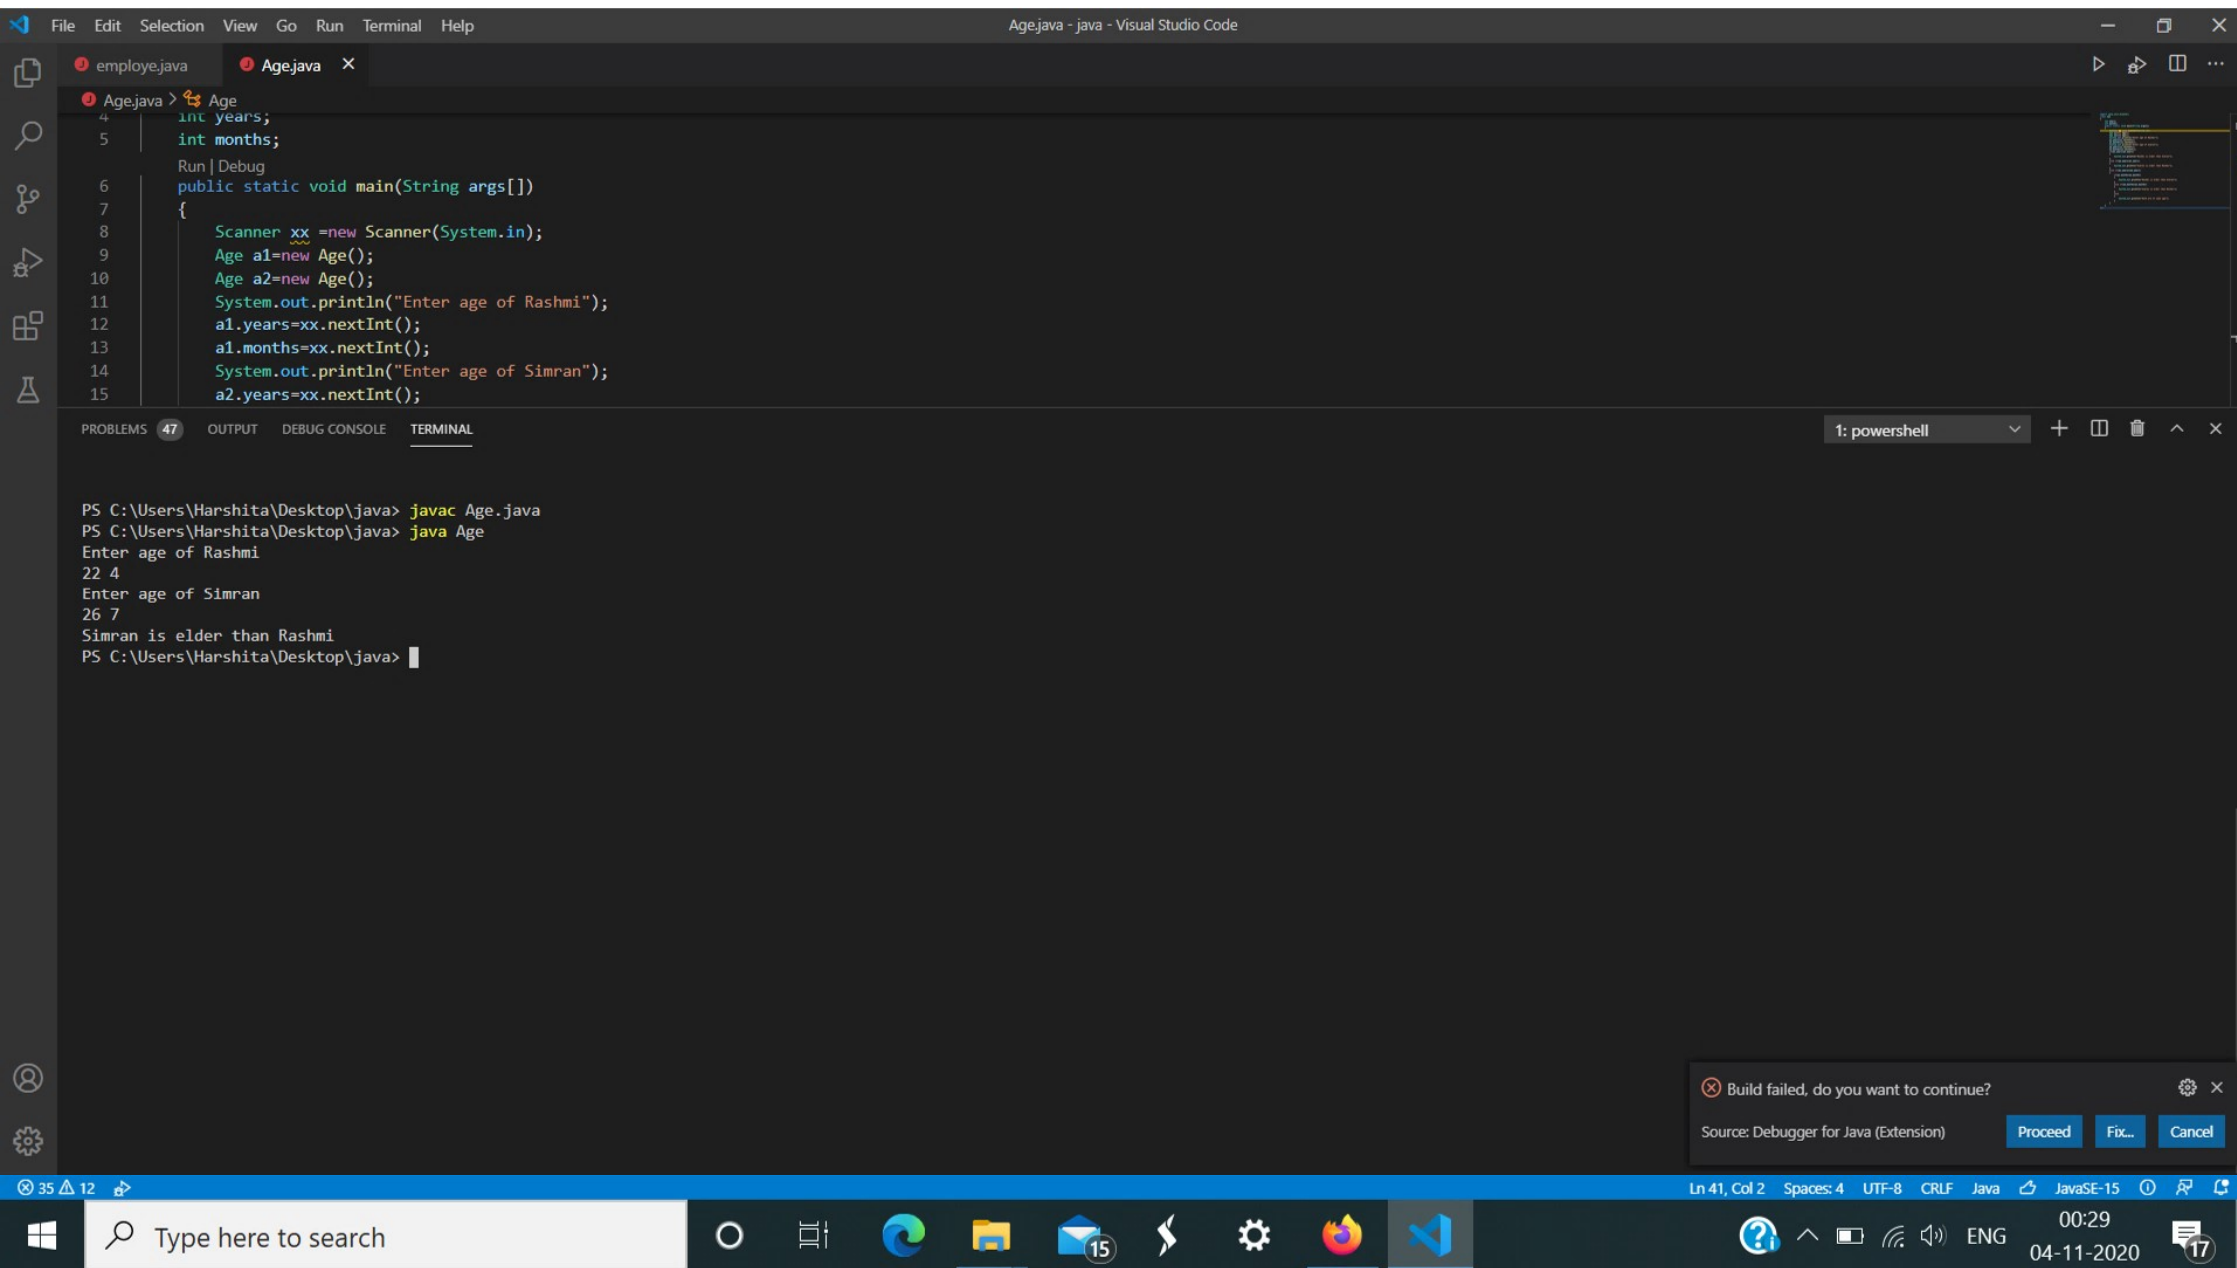 File Edit Selection View Go Run Terminal Help
Age.java - java - Visual Studio Code
employe.java
Age.java
Age.java > Age
4 int years;
5 int months;
Run | Debug
6 public static void main(String args[])
7 {
8 Scanner xx =new Scanner(System.in);
9 Age a1=new Age();
10 Age a2=new Age();
11 System.out.println("Enter age of Rashmi");
12 a1.years=xx.nextInt();
13 a1.months=xx.nextInt();
14 System.out.println("Enter age of Simran");
15 a2.years=xx.nextInt();
PROBLEMS 47 OUTPUT DEBUG CONSOLE TERMINAL
1: powershell
PS C:\Users\Harshita\Desktop\java> javac Age.java
PS C:\Users\Harshita\Desktop\java> java Age
Enter age of Rashmi
22 4
Enter age of Simran
26 7
Simran is elder than Rashmi
PS C:\Users\Harshita\Desktop\java>
Build failed, do you want to continue?
Source: Debugger for Java (Extension)
Proceed Fix... Cancel
35 12
Ln 41, Col 2 Spaces: 4 UTF-8 CRLF Java JavaSE-15
Type here to search
15
ENG
00:29
04-11-2020
17